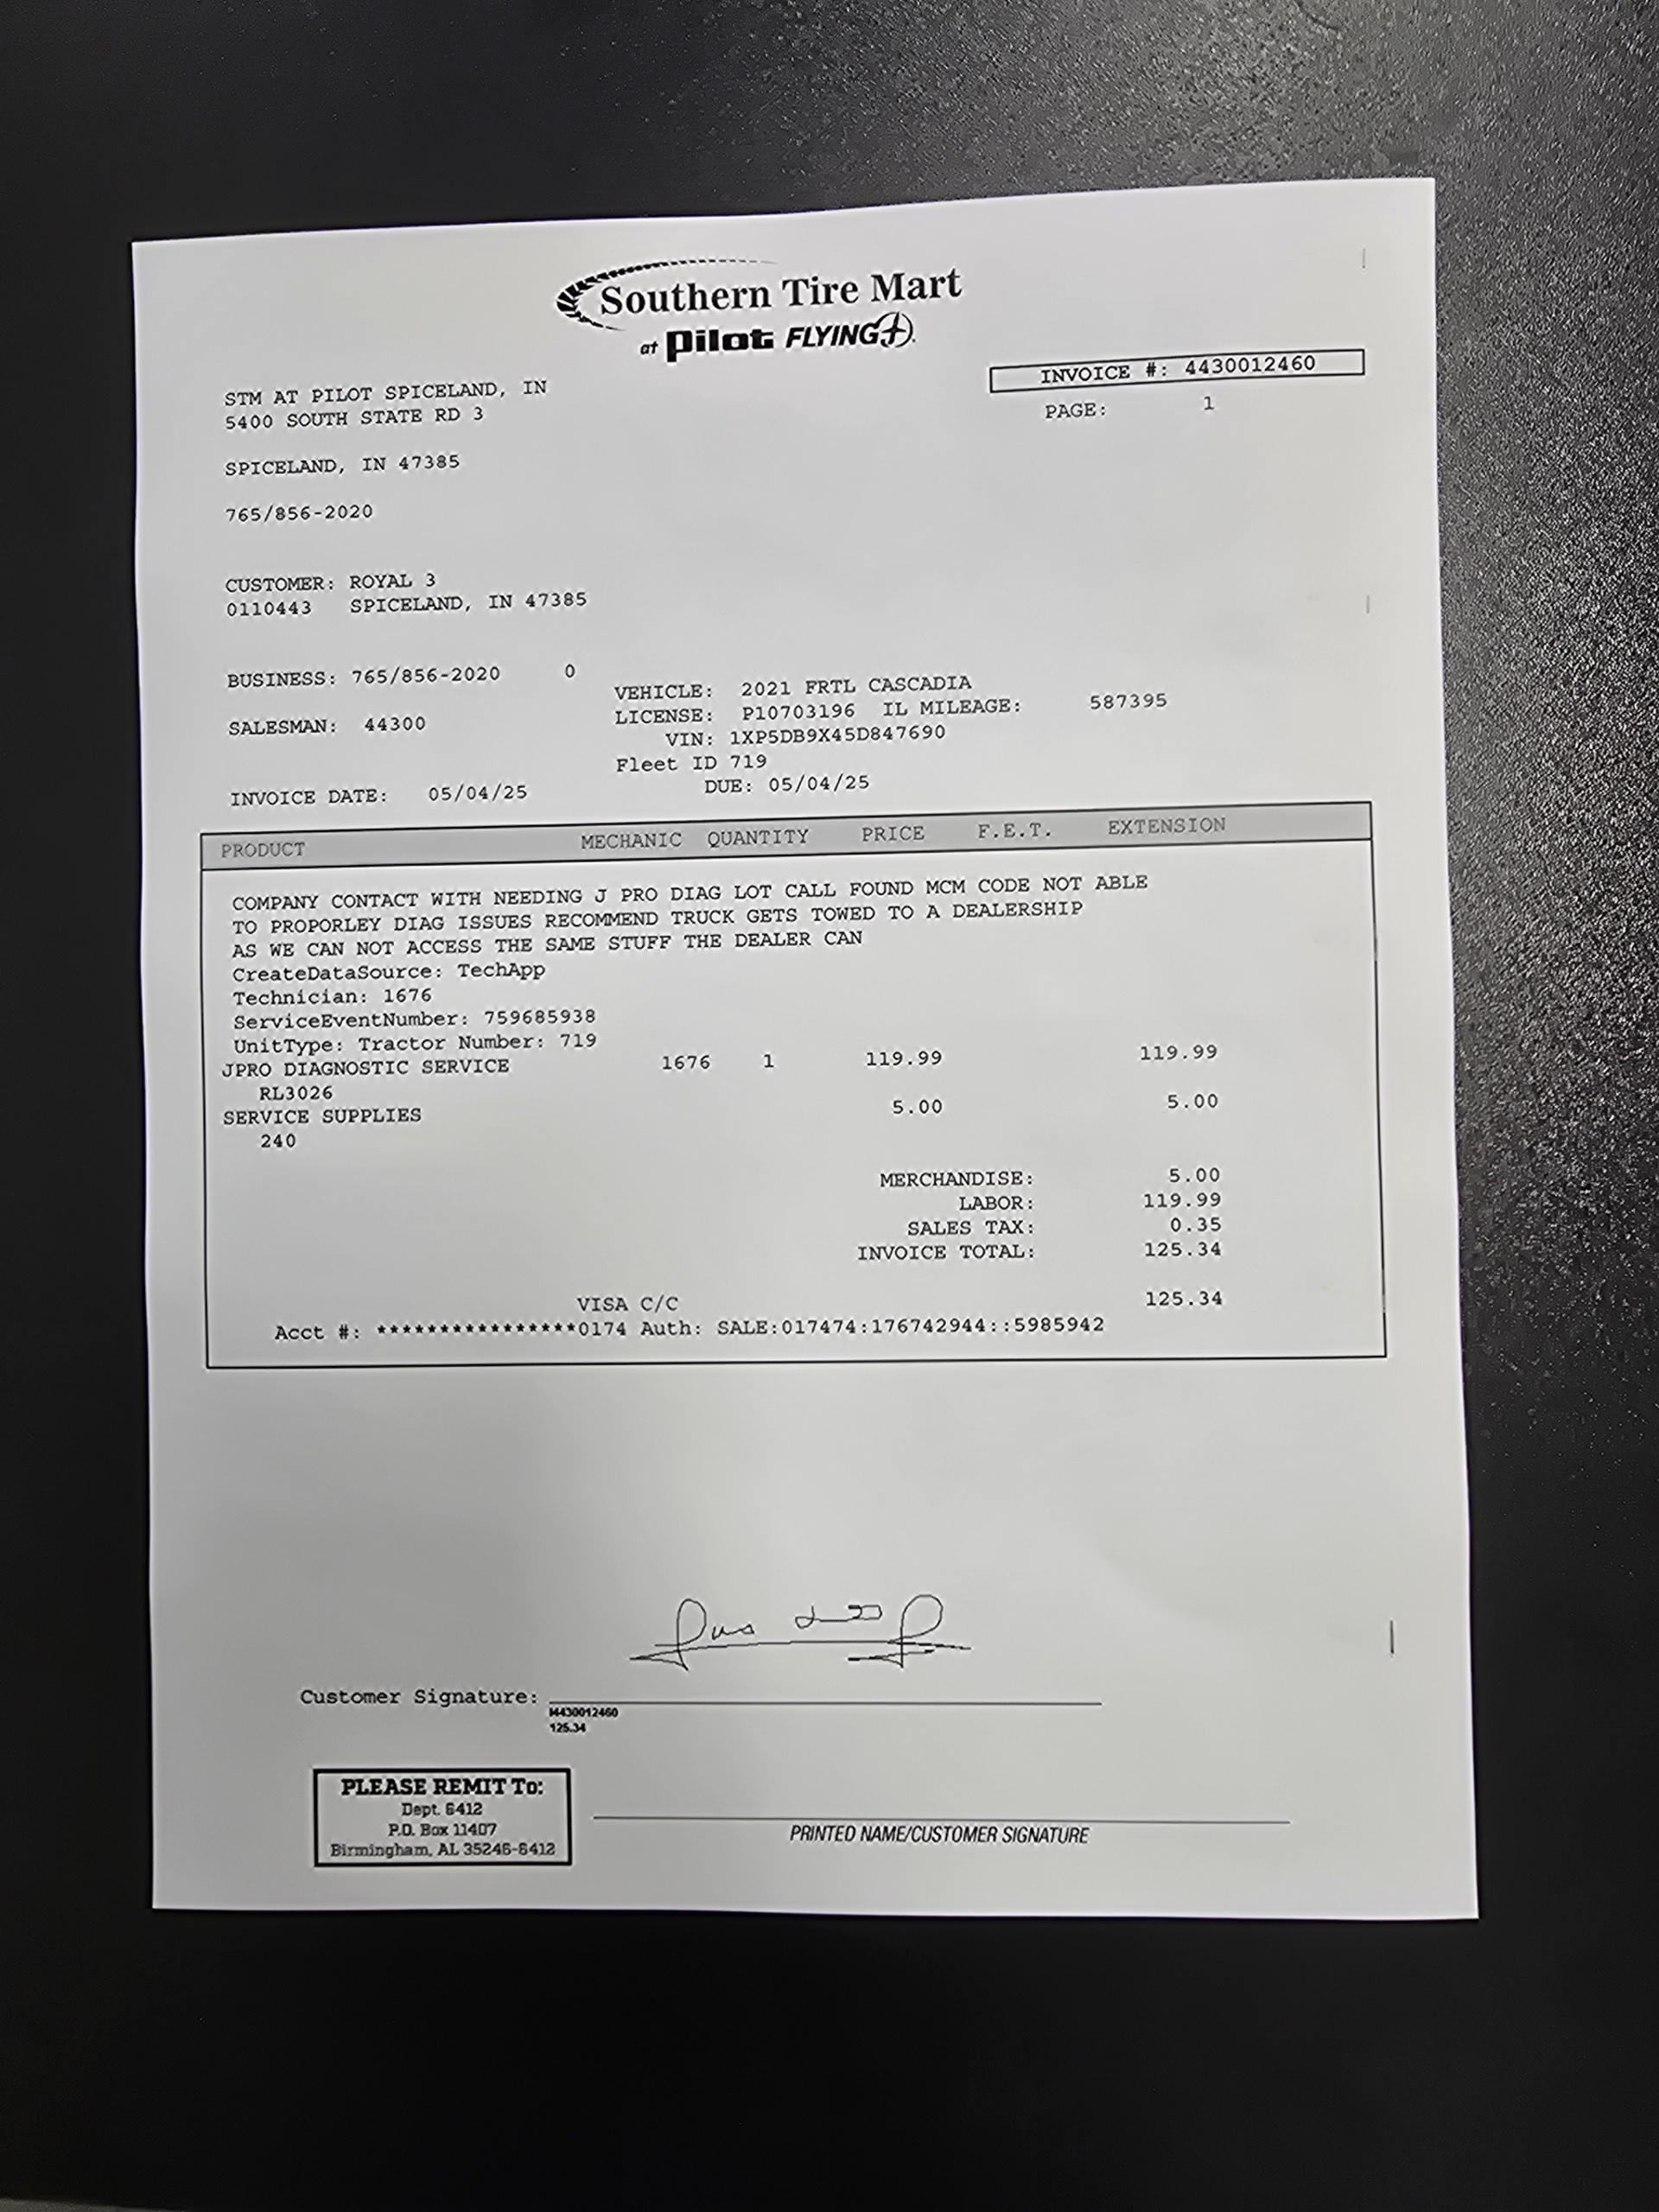 Southern Tire Mart
at Pilot FLYING J
INVOICE #: 4430012460
PAGE: 1
STM AT PILOT SPICELAND, IN
5400 SOUTH STATE RD 3
SPICELAND, IN 47385
765/856-2020
CUSTOMER: ROYAL 3
0110443 SPICELAND, IN 47385
BUSINESS: 765/856-2020 0
VEHICLE: 2021 FRTL CASCADIA
LICENSE: P10703196 IL MILEAGE: 587395
SALESMAN: 44300
VIN: 1XP5DB9X45D847690
Fleet ID 719
INVOICE DATE: 05/04/25 DUE: 05/04/25
PRODUCT MECHANIC QUANTITY PRICE F.E.T. EXTENSION
COMPANY CONTACT WITH NEEDING J PRO DIAG LOT CALL FOUND MCM CODE NOT ABLE
TO PROPORLEY DIAG ISSUES RECOMMEND TRUCK GETS TOWED TO A DEALERSHIP
AS WE CAN NOT ACCESS THE SAME STUFF THE DEALER CAN
CreateDataSource: TechApp
Technician: 1676
ServiceEventNumber: 759685938
UnitType: Tractor Number: 719
JPRO DIAGNOSTIC SERVICE 1676 1 119.99 119.99
RL3026
SERVICE SUPPLIES 5.00 5.00
240
MERCHANDISE: 5.00
LABOR: 119.99
SALES TAX: 0.35
INVOICE TOTAL: 125.34
VISA C/C 125.34
Acct #: ****************0174 Auth: SALE:017474:176742944::5985942
Customer Signature:
I4430012460
125.34
PLEASE REMIT To:
Dept. 6412
P.O. Box 11407
Birmingham, AL 35246-6412
PRINTED NAME/CUSTOMER SIGNATURE